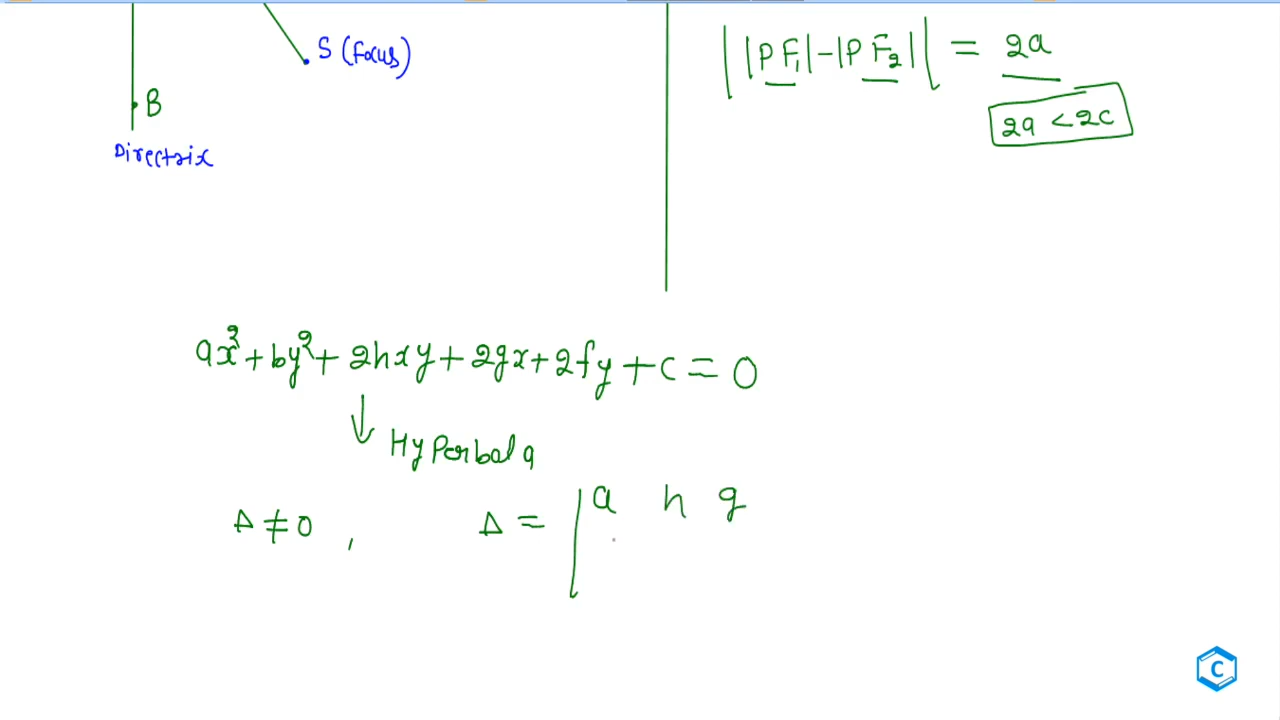 S (Focus)
B
Directrix
||PF₁|-|PF₂|| = 2a
2a < 2c
ax²+by²+2hxy+2gx+2fy+c=0
↓ Hyperbola
Δ≠0, Δ = | a h g
C